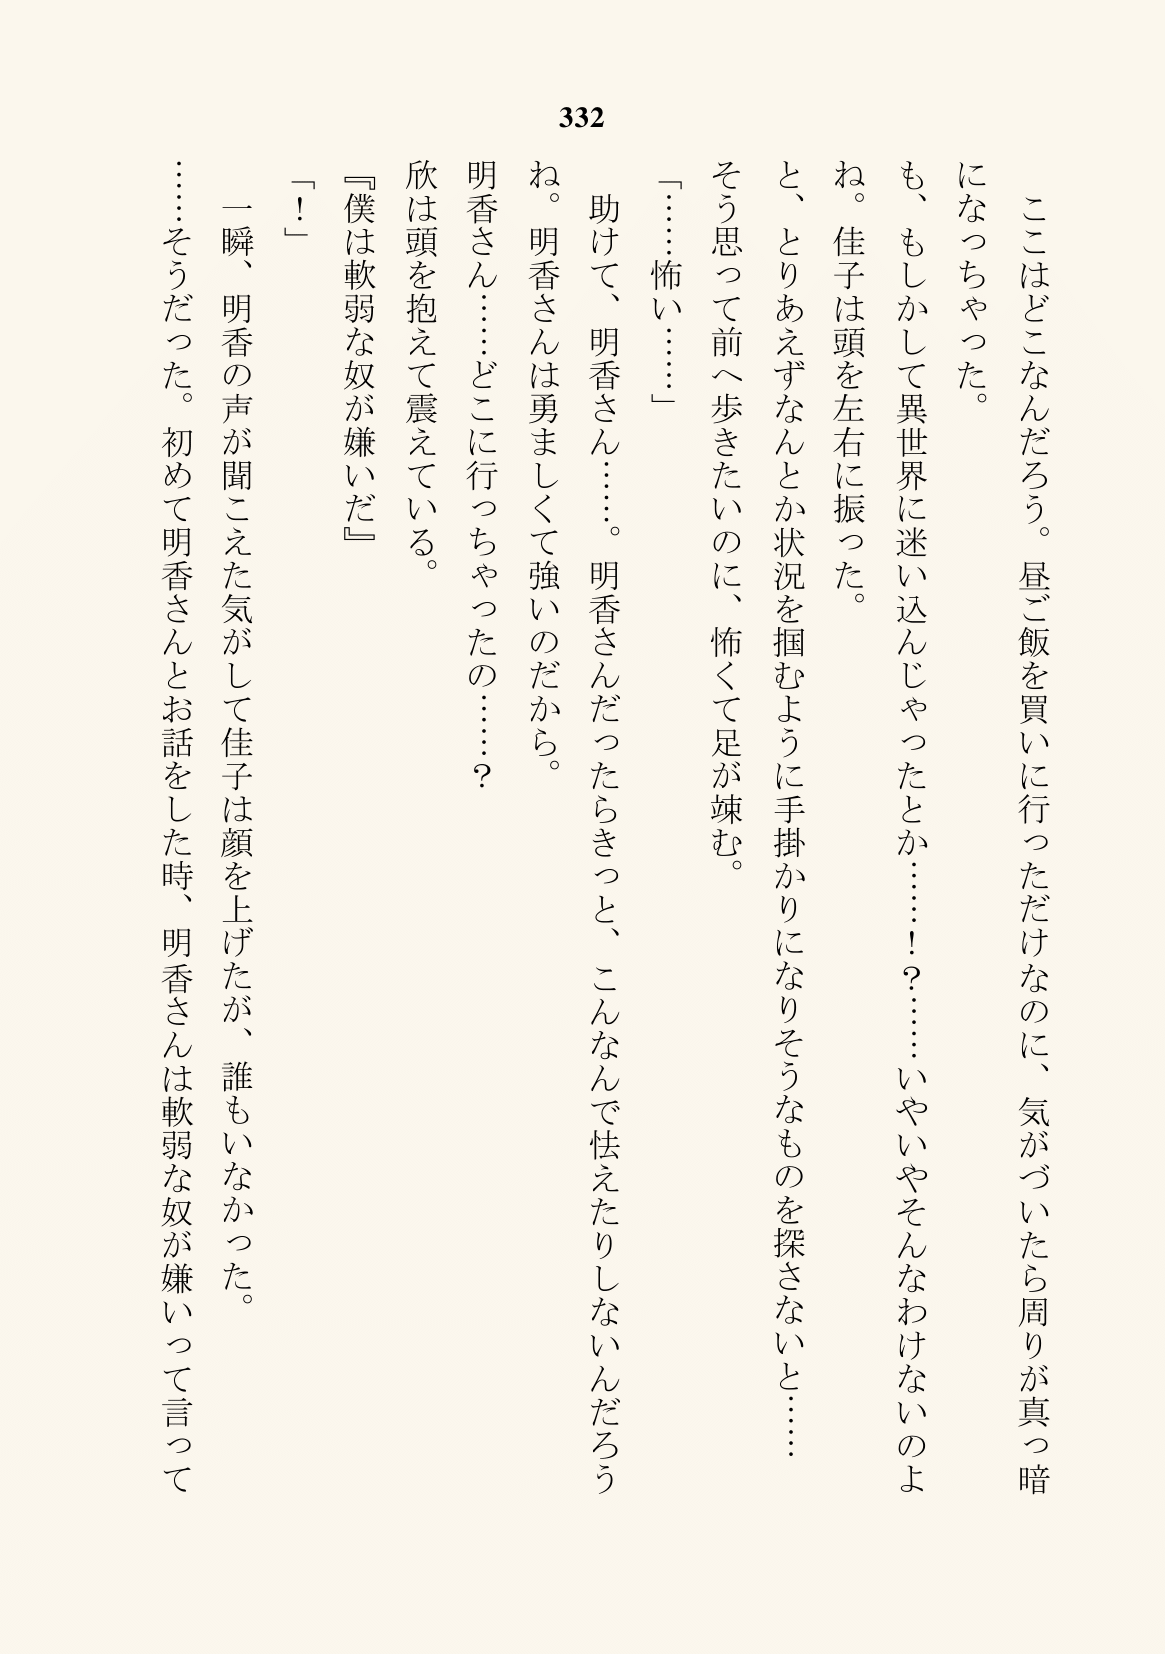 332
　ここはどこなんだろう。昼ご飯を買いに行っただけなのに、気がづいたら周りが真っ暗
になっちゃった。
も、もしかして異世界に迷い込んじゃったとか……！？……いやいやそんなわけないのよ
ね。佳子は頭を左右に振った。
と、とりあえずなんとか状況を掴むように手掛かりになりそうなものを探さないと……
そう思って前へ歩きたいのに、怖くて足が竦む。
「……怖い……」
　助けて、明香さん……。明香さんだったらきっと、こんなんで怯えたりしないんだろう
ね。明香さんは勇ましくて強いのだから。
明香さん……どこに行っちゃったの……？
欣は頭を抱えて震えている。
『僕は軟弱な奴が嫌いだ』
「！」
　一瞬、明香の声が聞こえた気がして佳子は顔を上げたが、誰もいなかった。
……そうだった。初めて明香さんとお話をした時、明香さんは軟弱な奴が嫌いって言って